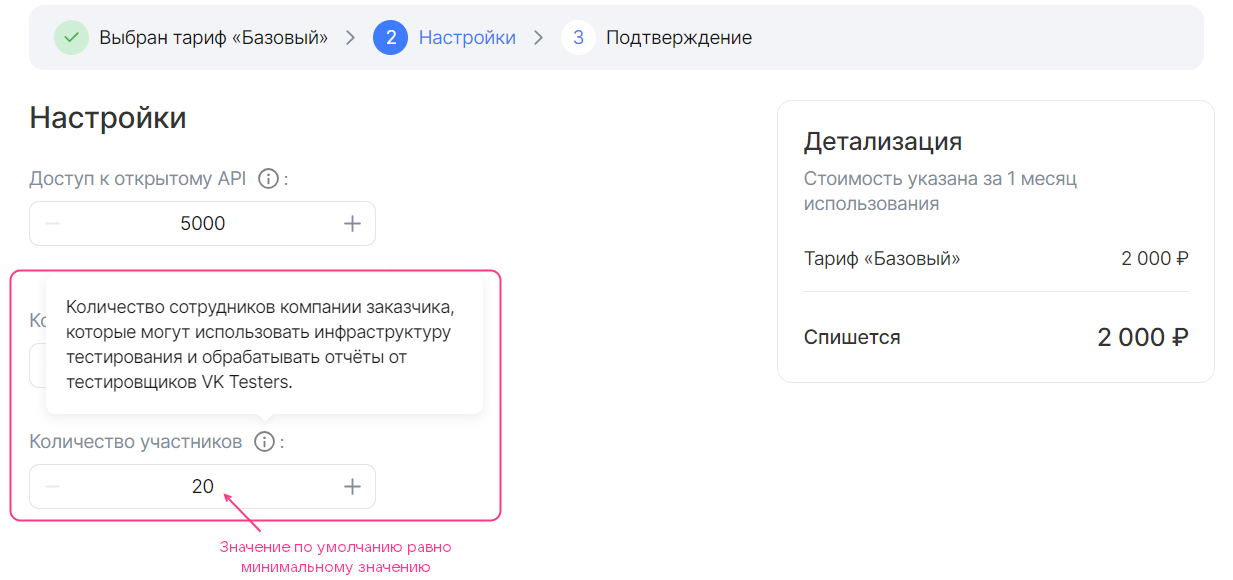 Выбран тариф «Базовый»
2 Настройки
3 Подтверждение
Настройки
Доступ к открытому API :
5000
Количество сотрудников компании заказчика,
которые могут использовать инфраструктуру
тестирования и обрабатывать отчёты от
тестировщиков VK Testers.
Количество участников :
20
Значение по умолчанию равно
минимальному значению
Детализация
Стоимость указана за 1 месяц
использования
Тариф «Базовый» 2 000 ₽
Спишется 2 000 ₽